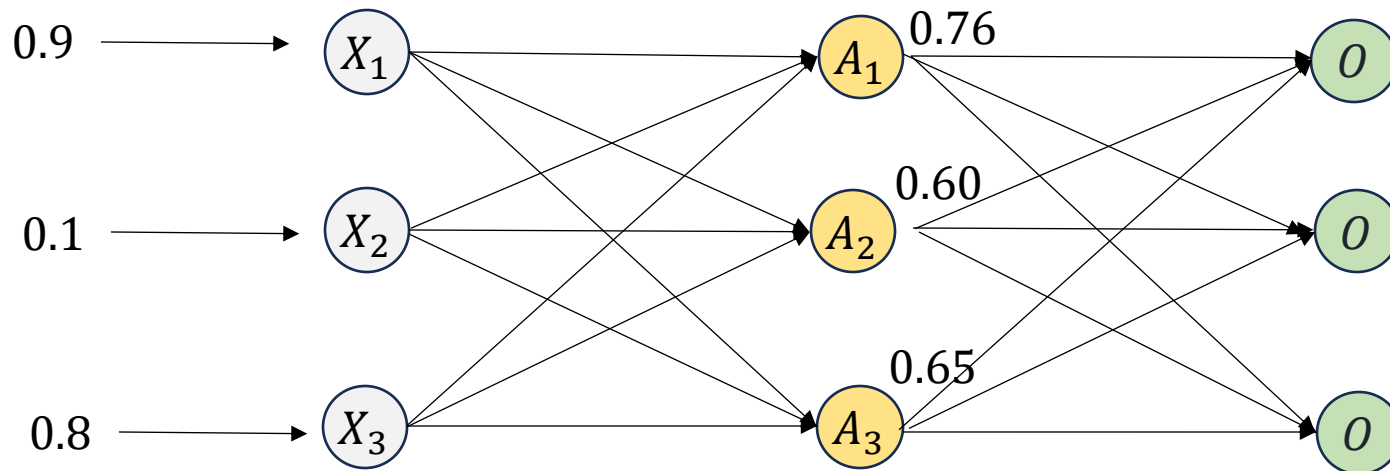 0.9 X₁ A₁ 0.76 O
0.1 X₂ A₂ 0.60 O
0.8 X₃ A₃ 0.65 O